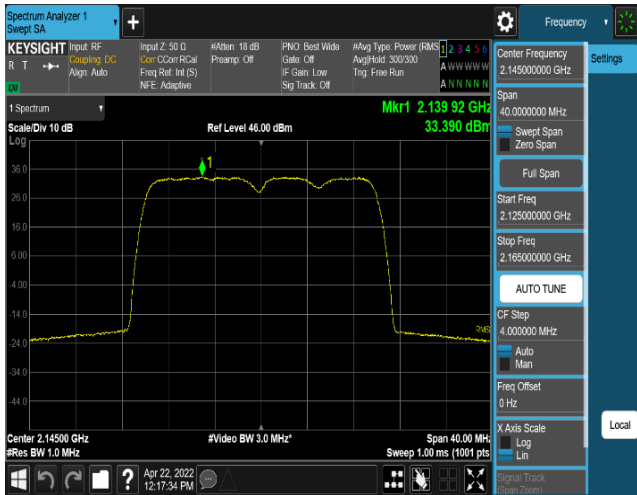 Spectrum Analyzer 1
Swept SA
Frequency
KEYSIGHT
R T
LXI
Input: RF
Coupling: DC
Align: Auto
Input Z: 50 Ω
Corr CCorr RCal
Freq Ref: Int (S)
NFE: Adaptive
#Atten: 18 dB
Preamp: Off
PNO: Best Wide
Gate: Off
IF Gain: Low
Sig Track: Off
#Avg Type: Power (RMS
Avg|Hold: 300/300
Trig: Free Run
1 2 3 4 5 6
A W W W W W
A N N N N N
1 Spectrum
Scale/Div 10 dB
Log
Ref Level 46.00 dBm
Mkr1 2.139 92 GHz
33.390 dBm
1
36.0
26.0
16.0
6.00
-4.00
-14.0
-24.0
-34.0
-44.0
RMS
Center 2.14500 GHz
#Res BW 1.0 MHz
#Video BW 3.0 MHz*
Span 40.00 MHz
Sweep 1.00 ms (1001 pts)
?
Apr 22, 2022
12:17:34 PM
Center Frequency
2.145000000 GHz
Span
40.0000000 MHz
Swept Span
Zero Span
Full Span
Start Freq
2.125000000 GHz
Stop Freq
2.165000000 GHz
AUTO TUNE
CF Step
4.000000 MHz
Auto
Man
Freq Offset
0 Hz
X Axis Scale
Log
Lin
Signal Track
(Span Zoom)
Settings
Local